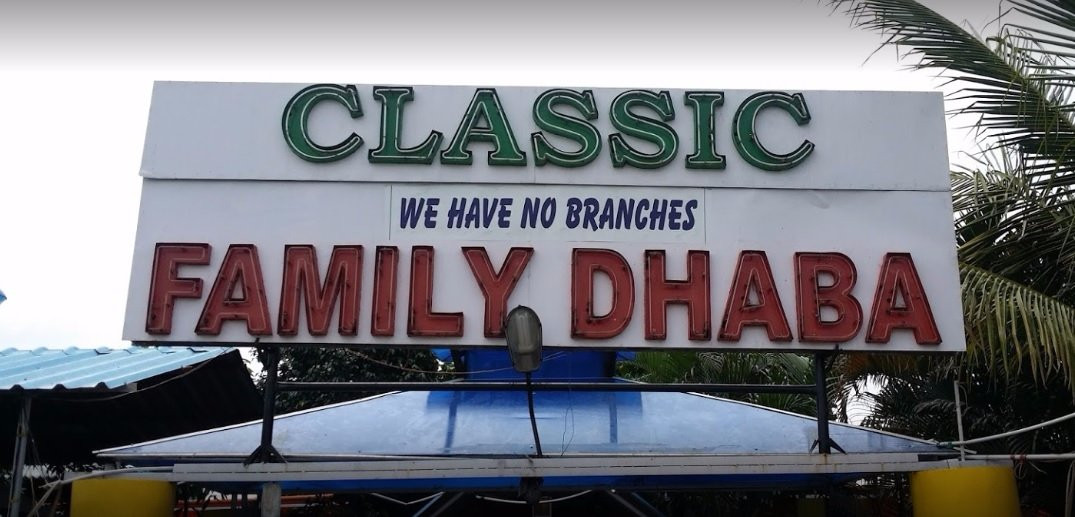 CLASSIC
WE HAVE NO BRANCHES
FAMILY DHABA